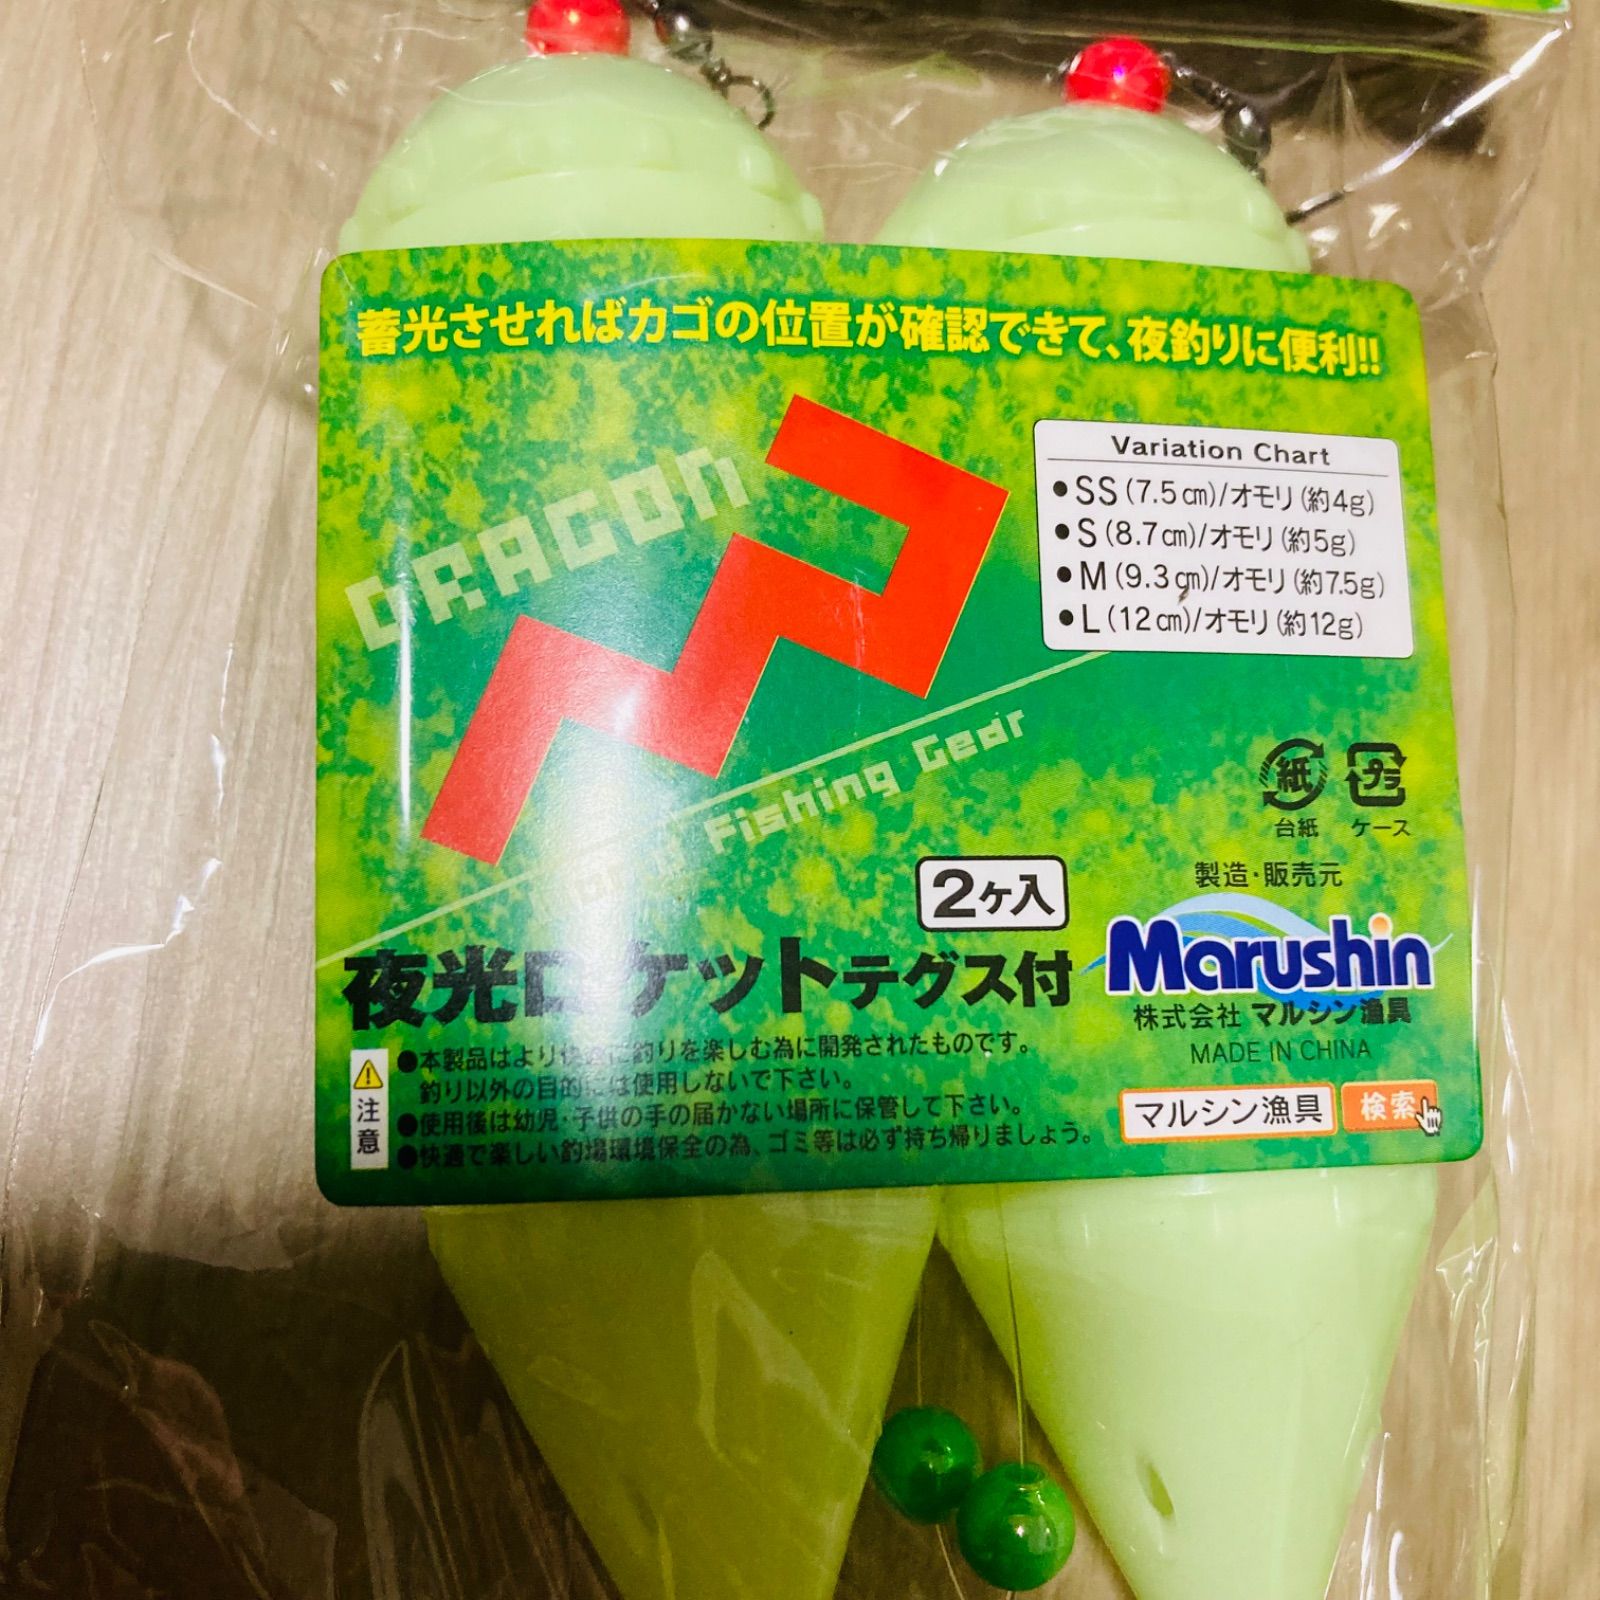 蓄光させればカゴの位置が確認できて、夜釣りに便利!!
DRAGON
Variation Chart
●SS(7.5㎝)/オモリ(約4g)
●S(8.7㎝)/オモリ(約5g)
●M(9.3㎝)/オモリ(約7.5g)
●L(12㎝)/オモリ(約12g)
Fishing Gear
紙
プラ
台紙
ケース
2ケ入
製造・販売元
夜光ロケットテグス付
Marushin
株式会社 マルシン漁具
MADE IN CHINA
マルシン漁具 検索
注意
●本製品はより快適に釣りを楽しむ為に開発されたものです。
釣り以外の目的には使用しないで下さい。
●使用後は幼児・子供の手の届かない場所に保管して下さい。
●快適で楽しい釣場環境保全の為、ゴミ等は必ず持ち帰りましょう。